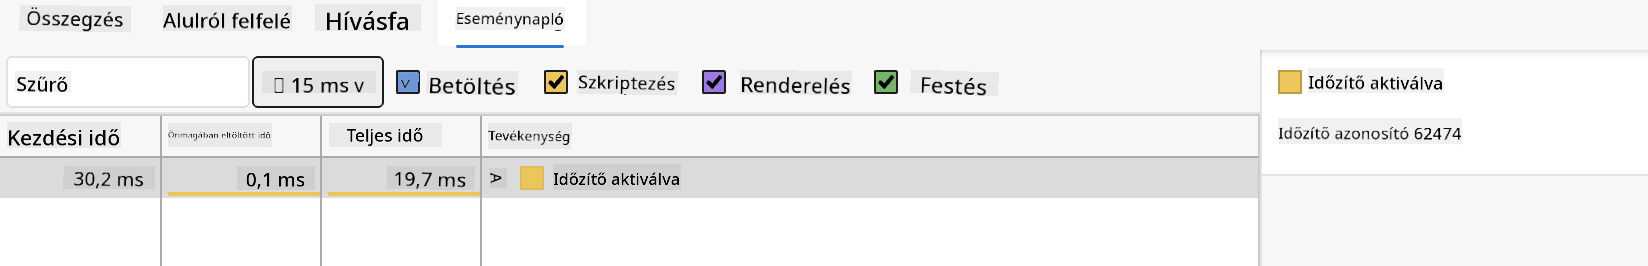 Összegzés Alulról felfelé Hívásfa Eseménynapló
Szűrő 15 ms v v Betöltés Szkriptezés Renderelés Festés
Időzítő aktiválva
Időzítő azonosító 62474
Kezdési idő Önmagában eltöltött idő Teljes idő Tevékenység
30,2 ms 0,1 ms 19,7 ms Időzítő aktiválva